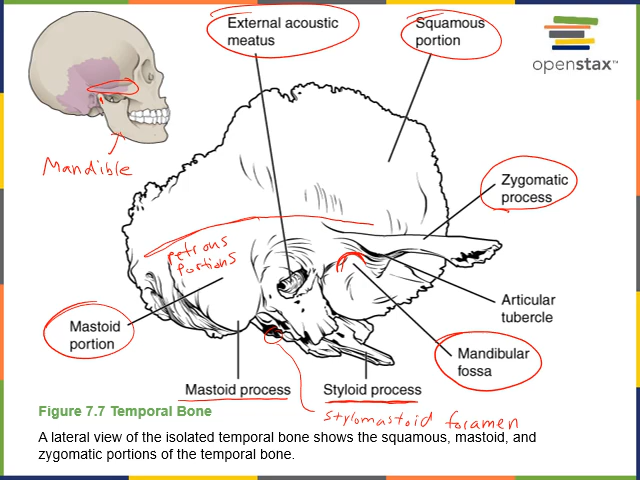 External acoustic
meatus
Squamous
portion
openstax™
Mandible
Zygomatic
process
petrous
portions
Articular
tubercle
Mastoid
portion
Mandibular
fossa
Mastoid process
Styloid process
Stylomastoid foramen
Figure 7.7 Temporal Bone
A lateral view of the isolated temporal bone shows the squamous, mastoid, and
zygomatic portions of the temporal bone.